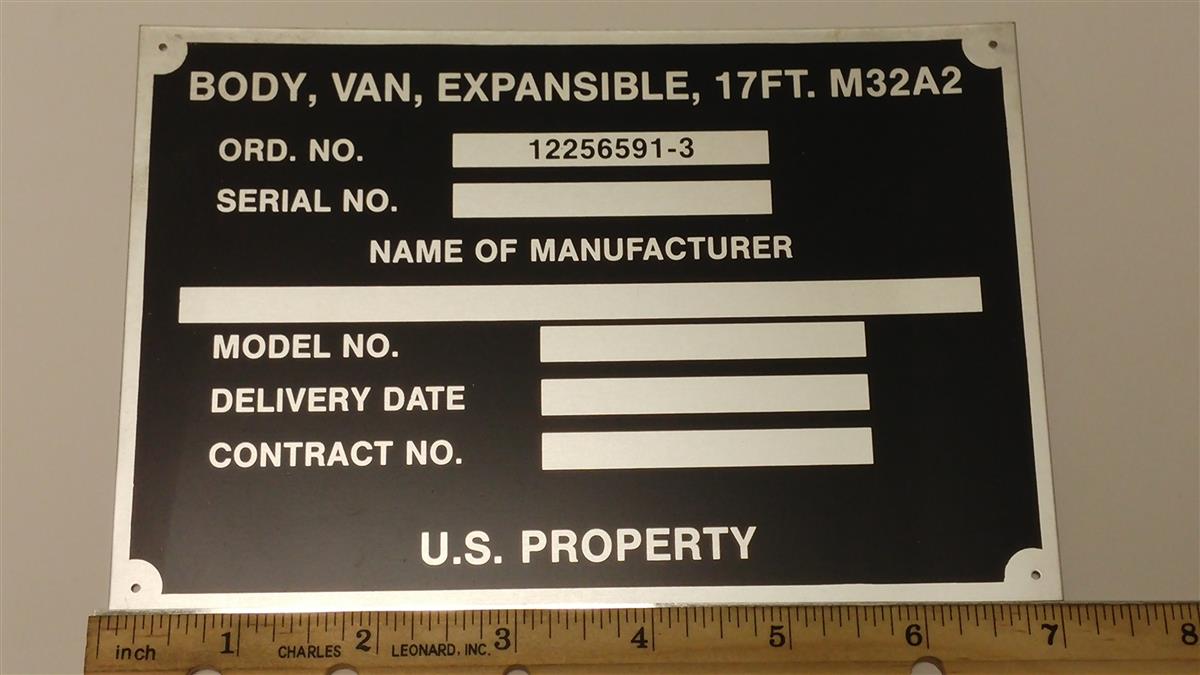 BODY, VAN, EXPANSIBLE, 17FT. M32A2
ORD. NO. 12256591-3
SERIAL NO.
NAME OF MANUFACTURER
MODEL NO.
DELIVERY DATE
CONTRACT NO.
U.S. PROPERTY
inch 1 2 3 4 5 6 7 8
CHARLES LEONARD, INC.